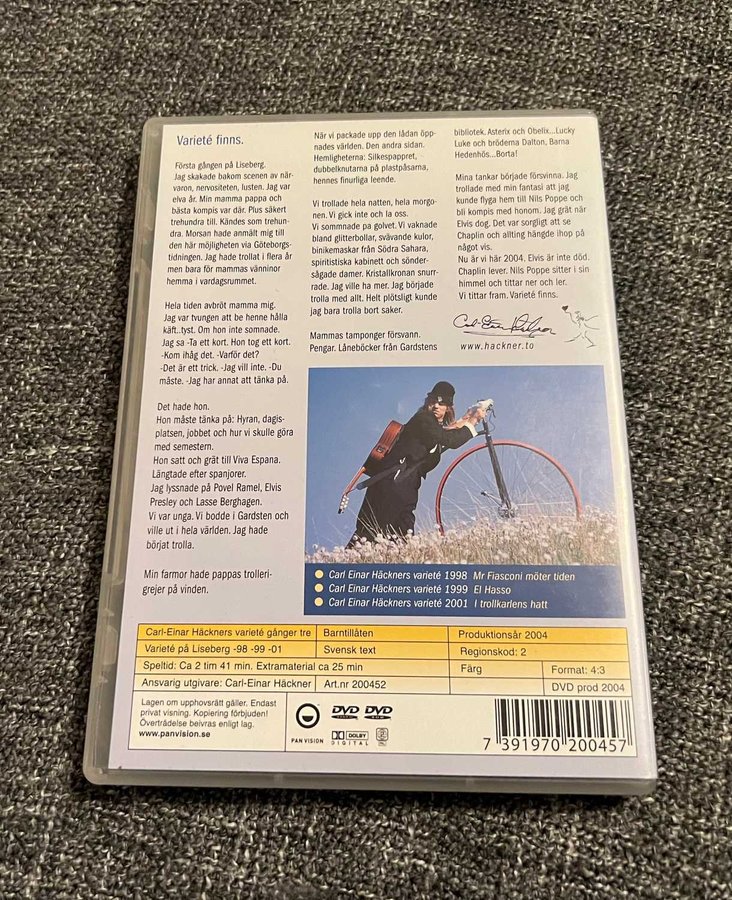 Varieté finns.
Första gången på Liseberg.
Jag skakade bakom scenen av när-
varon, nervositeten, lusten. Jag var
elva år. Min mamma pappa och
bästa kompis var där. Plus säkert
trehundra till. Kändes som trehun-
dra. Morsan hade anmält mig till
den här möjligheten via Göteborgs-
tidningen. Jag hade trollat i flera år
men bara för mammas väninnor
hemma i vardagsrummet.
Hela tiden avbröt mamma mig.
Jag var tvungen att be henne hålla
käft..tyst. Om hon inte somnade.
Jag sa -Ta ett kort. Hon tog ett kort.
-Kom ihåg det. -Varför det?
-Det är ett trick. -Jag vill inte. -Du
måste. -Jag har annat att tänka på.
Det hade hon.
Hon måste tänka på: Hyran, dagis-
platsen, jobbet och hur vi skulle göra
med semestern.
Hon satt och grät till Viva Espana.
Längtade efter spanjorer.
Jag lyssnade på Povel Ramel, Elvis
Presley och Lasse Berghagen.
Vi var unga. Vi bodde i Gardsten och
ville ut i hela världen. Jag hade
börjat trolla.
Min farmor hade pappas trolleri-
grejer på vinden.
När vi packade upp den lådan öpp-
nades världen. Den andra sidan.
Hemligheterna: Silkespappret,
dubbelknutarna på plastpåsarna,
hennes finurliga leende.
Vi trollade hela natten, hela morgo-
nen. Vi gick inte och la oss.
Vi sommnade pa golvet. Vi vaknade
bland glitterbollar, svävande kulor,
binikemaskar från Södra Sahara,
spiritistiska kabinett och sönder-
sågade damer. Kristallkronan snurr-
rade. Jag ville ha mer. Jag började
trolla med allt. Helt plötsligt kunde
jag bara trolla bort saker.
Mammas tamponger försvann.
Pengar. Låneböcker från Gardstens
bibliotek. Asterix och Obelix...Lucky
Luke och bröderna Dalton, Barna
Hedenhös...Borta!
Mina tankar började försvinna. Jag
trollade med min fantasi att jag
kunde flyga hem till Nils Poppe och
bli kompis med honom. Jag grät när
Elvis dog. Det var sorgligt att se
Chaplin och allting hängde ihop på
något vis.
Nu är vi här 2004. Elvis är inte död.
Chaplin lever. Nils Poppe sitter i sin
himmel och tittar ner och ler.
Vi tittar fram. Varieté finns.
www.hackner.to
Carl Einar Häckners varieté 1998 Mr Fiasconi möter tiden
Carl Einar Häckners varieté 1999 El Hasso
Carl Einar Häckners varieté 2001 I trollkarlens hatt
Carl-Einar Häckners varieté gånger tre Barntillåten Produktionsår 2004
Varieté på Liseberg -98 -99 -01 Svensk text Regionskod: 2
Speltid: Ca 2 tim 41 min. Extramaterial ca 25 min Färg Format: 4:3
Ansvarig utgivare: Carl-Einar Häckner Art.nr 200452 DVD prod 2004
Lagen om upphovsrätt gäller. Endast
privat visning. Kopiering förbjuden!
Överträdelse beivras enligt lag.
www.panvision.se
PAN VISION
DVD DVD
DOLBY
DIGITAL
7 391970 200457